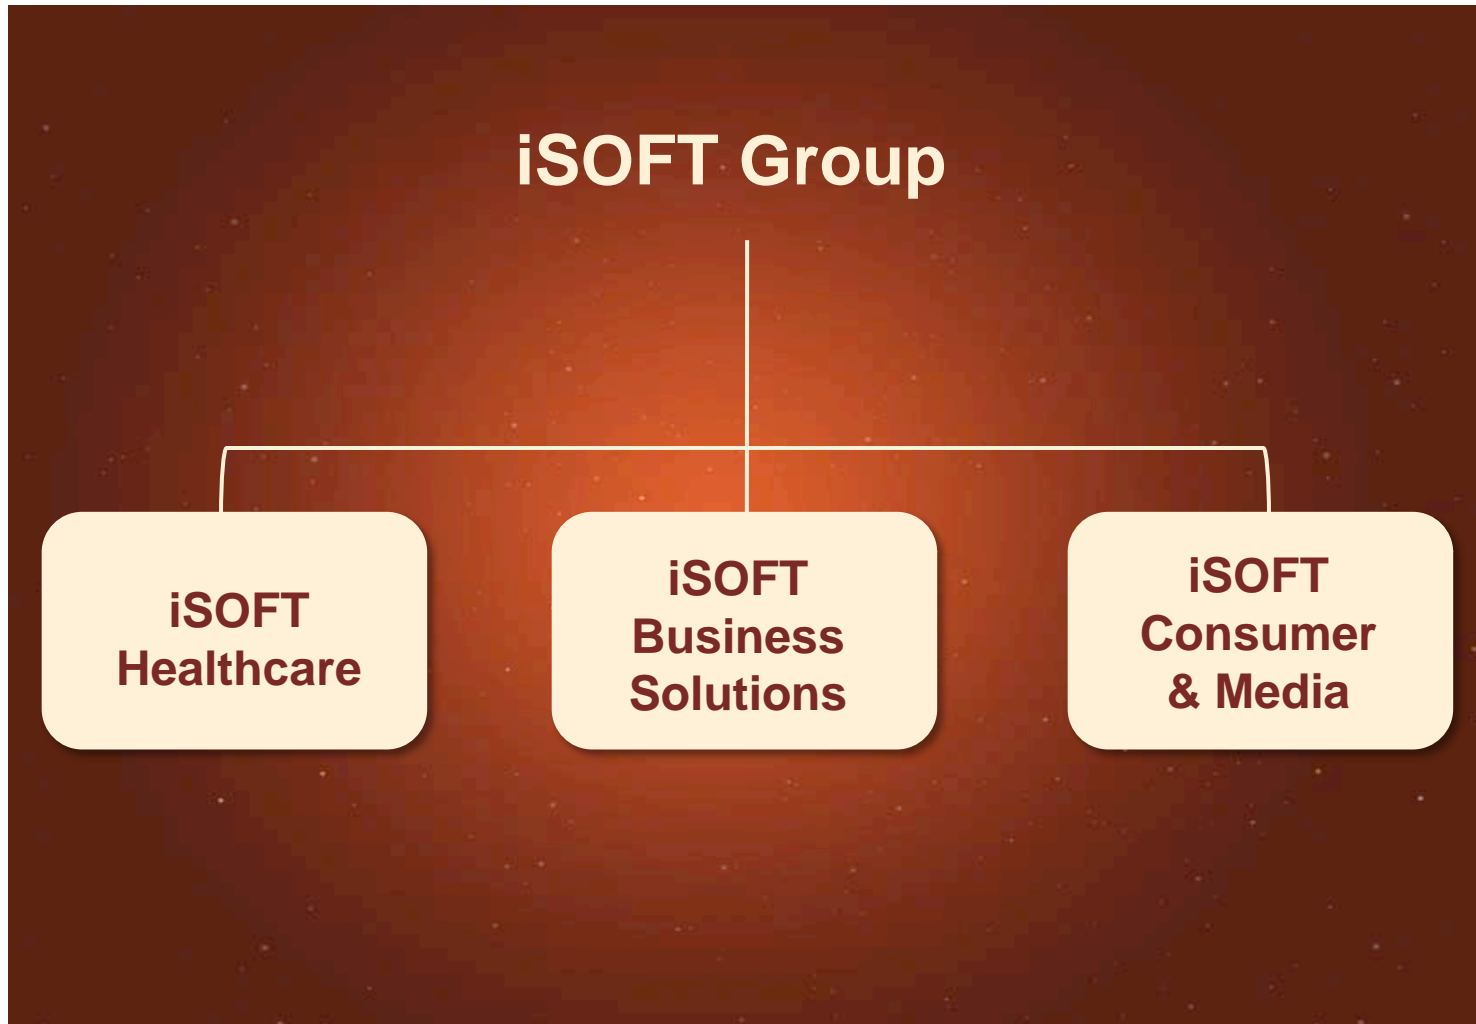 iSOFT Group
iSOFT
Healthcare
iSOFT
Business
Solutions
iSOFT
Consumer
& Media